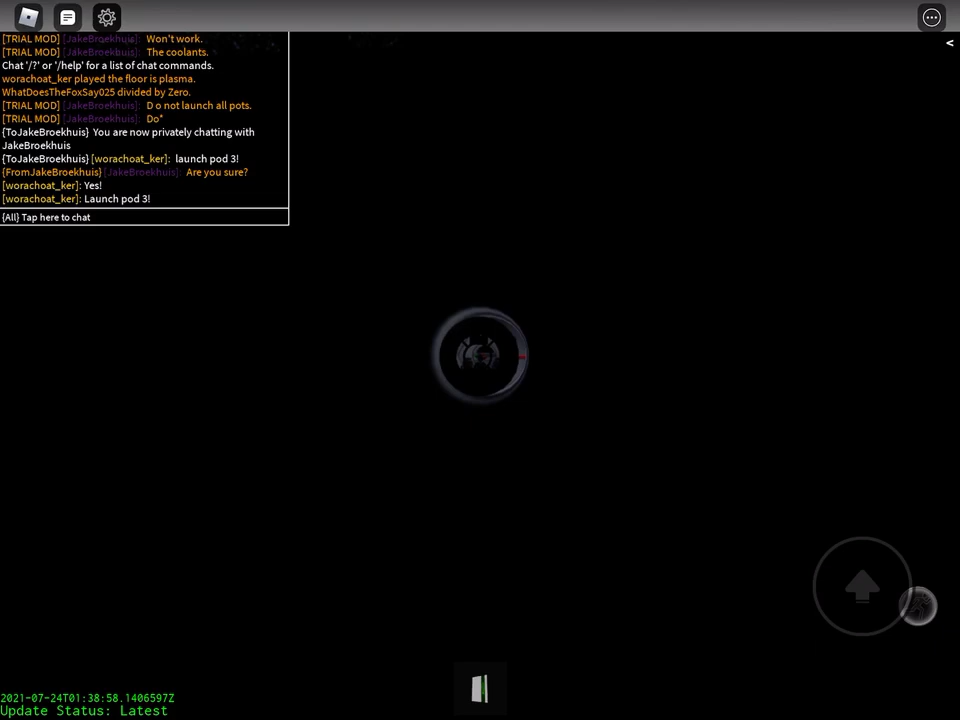 [TRIAL MOD] [JakeBroekhuis]: Won't work.
[TRIAL MOD] [JakeBroekhuis]: The coolants.
Chat '/?' or '/help' for a list of chat commands.
worachoat_ker played the floor is plasma.
WhatDoesTheFoxSay025 divided by Zero.
[TRIAL MOD] [JakeBroekhuis]: D o not launch all pots.
[TRIAL MOD] [JakeBroekhuis]: Do*
{ToJakeBroekhuis} You are now privately chatting with
JakeBroekhuis
{ToJakeBroekhuis} [worachoat_ker]: launch pod 3!
{FromJakeBroekhuis} [JakeBroekhuis]: Are you sure?
[worachoat_ker]: Yes!
[worachoat_ker]: Launch pod 3!
{All} Tap here to chat
<
2021-07-24T01:38:58.1406597Z
Update Status: Latest